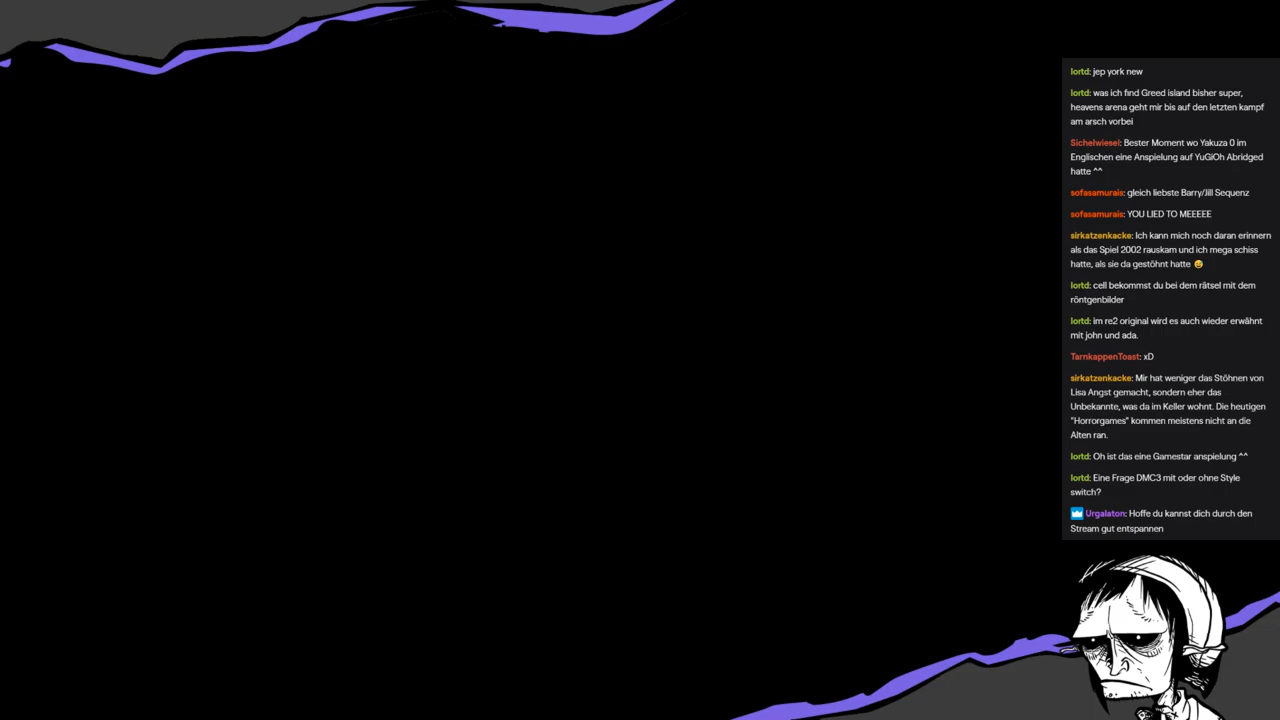 lortd: jep york new
lortd: was ich find Greed island bisher super,
heavens arena geht mir bis auf den letzten kampf
am arsch vorbei
Sichelwiesel: Bester Moment wo Yakuza 0 im
Englischen eine Anspielung auf YuGiOh Abridged
hatte ^^
sofasamurais: gleich liebste Barry/Jill Sequenz
sofasamurais: YOU LIED TO MEEEEE
sirkatzenkacke: Ich kann mich noch daran erinnern
als das Spiel 2002 rauskam und ich mega schiss
hatte, als sie da gestöhnt hatte 😅
lortd: cell bekommst du bei dem rätsel mit dem
röntgenbilder
lortd: im re2 original wird es auch wieder erwähnt
mit john und ada.
TarnkappenToast: xD
sirkatzenkacke: Mir hat weniger das Stöhnen von
Lisa Angst gemacht, sondern eher das
Unbekannte, was da im Keller wohnt. Die heutigen
"Horrorgames" kommen meistens nicht an die
Alten ran.
lortd: Oh ist das eine Gamestar anspielung ^^
lortd: Eine Frage DMC3 mit oder ohne Style
switch?
Urgalaton: Hoffe du kannst dich durch den
Stream gut entspannen